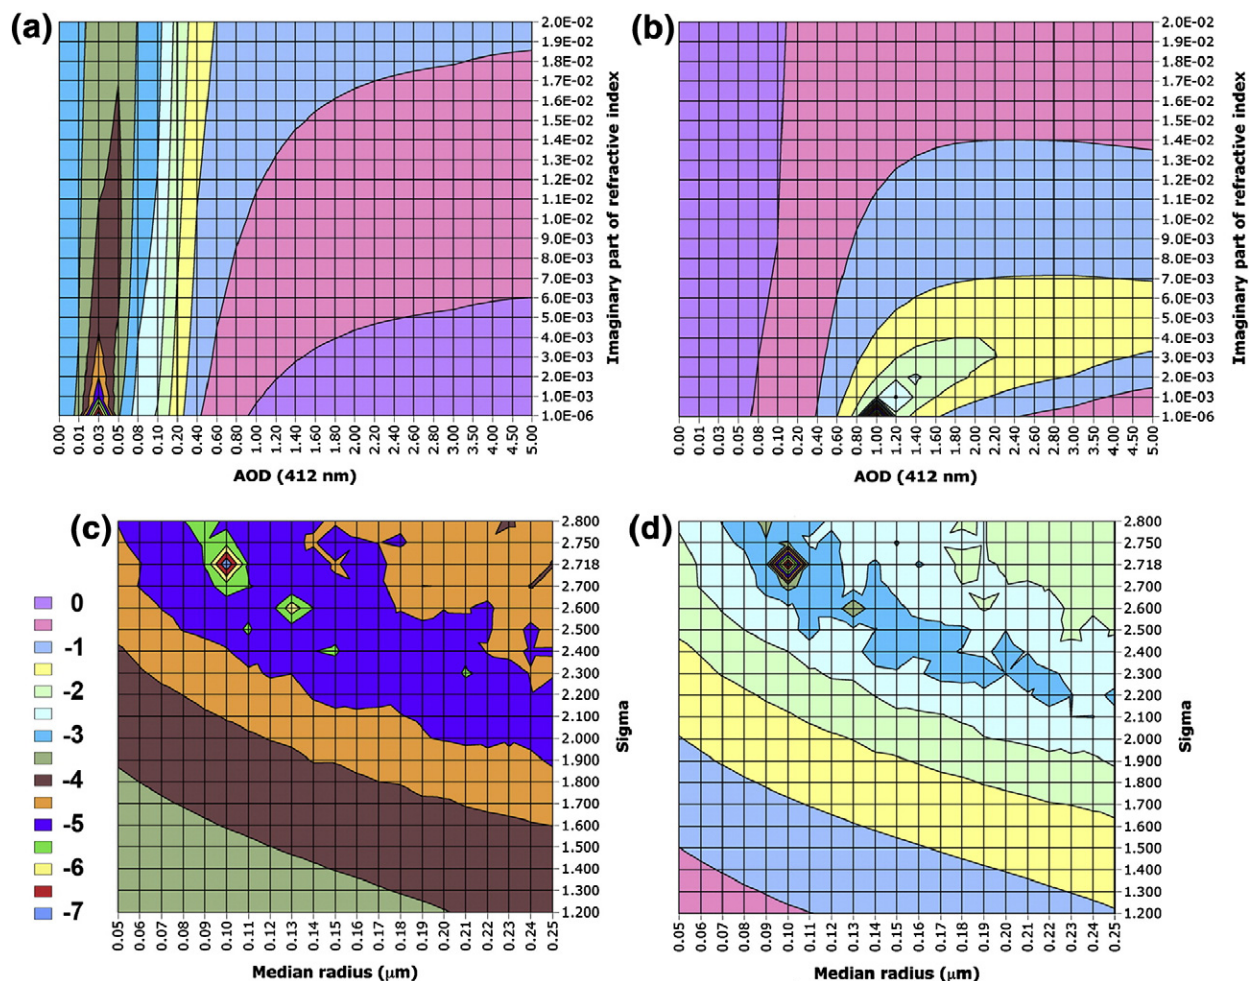 (a)
(b)
2.0E-02
1.9E-02
1.8E-02
1.7E-02
1.6E-02
1.5E-02
1.4E-02
1.3E-02
1.2E-02
1.0E-02
1.0E-02
9.0E-03
8.0E-03
7.0E-03
6.0E-03
5.0E-03
4.0E-03
3.0E-03
2.0E-03
1.0E-03
1.0E-06
Imaginary part of refractive index
0.00 0.01 0.03 0.05 0.08 0.10 0.20 0.40 0.60 0.80 1.00 1.20 1.40 1.60 1.80 2.00 2.20 2.40 2.60 2.80 3.00 3.50 4.00 4.50 5.00
AOD (412 nm)
2.0E-02
1.9E-02
1.8E-02
1.7E-02
1.6E-02
1.5E-02
1.4E-02
1.3E-02
1.2E-02
1.0E-02
1.0E-02
9.0E-03
8.0E-03
7.0E-03
6.0E-03
5.0E-03
4.0E-03
3.0E-03
2.0E-03
1.0E-03
1.0E-06
Imaginary part of refractive index
0.00 0.01 0.03 0.05 0.08 0.10 0.20 0.40 0.60 0.80 1.00 1.20 1.40 1.60 1.80 2.00 2.20 2.40 2.60 2.80 3.00 3.50 4.00 4.50 5.00
AOD (412 nm)
(c)
(d)
0
-1
-2
-3
-4
-5
-6
-7
2.800
2.750
2.718
2.700
2.600
2.500
2.400
2.300
2.200
2.100
2.000
1.900
1.800
1.700
1.600
1.500
1.400
1.300
1.200
Sigma
0.05 0.06 0.07 0.08 0.09 0.10 0.11 0.12 0.13 0.14 0.15 0.16 0.17 0.18 0.19 0.20 0.21 0.22 0.23 0.24 0.25
Median radius (μm)
2.800
2.750
2.718
2.700
2.600
2.500
2.400
2.300
2.200
2.100
2.000
1.900
1.800
1.700
1.600
1.500
1.400
1.300
1.200
Sigma
0.05 0.06 0.07 0.08 0.09 0.10 0.11 0.12 0.13 0.14 0.15 0.16 0.17 0.18 0.19 0.20 0.21 0.22 0.23 0.24 0.25
Median radius (μm)